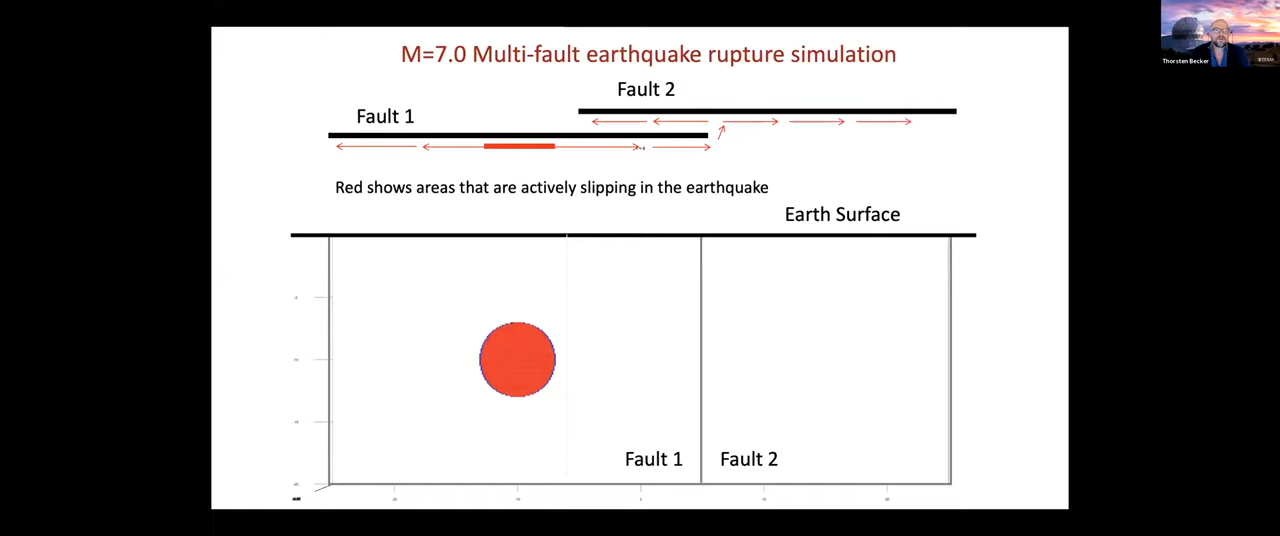 M=7.0 Multi-fault earthquake rupture simulation
Thorsten Becker
Fault 2
Fault 1
Red shows areas that are actively slipping in the earthquake
Earth Surface
Fault 1
Fault 2